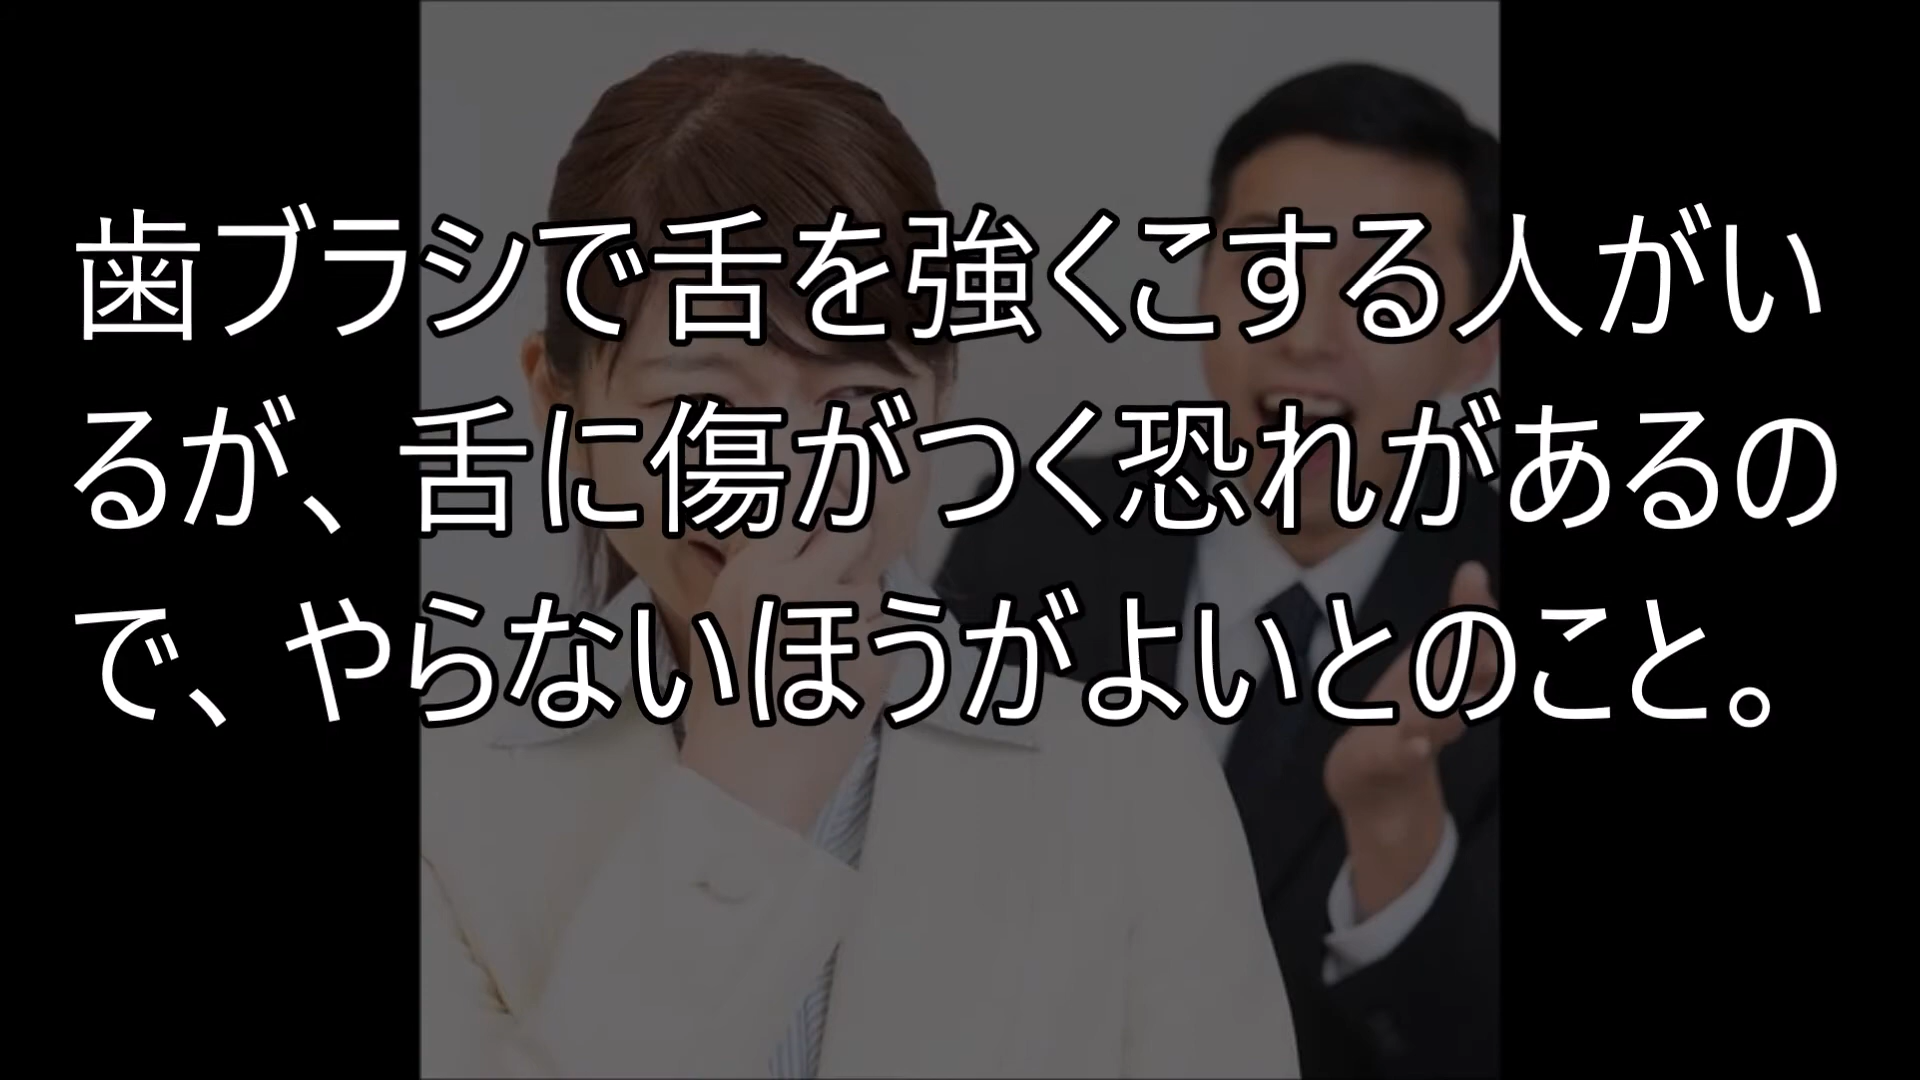 歯ブラシで舌を強くこする人がい
るが、舌に傷がつく恐れがあるの
で、やらないほうがよいとのこと。